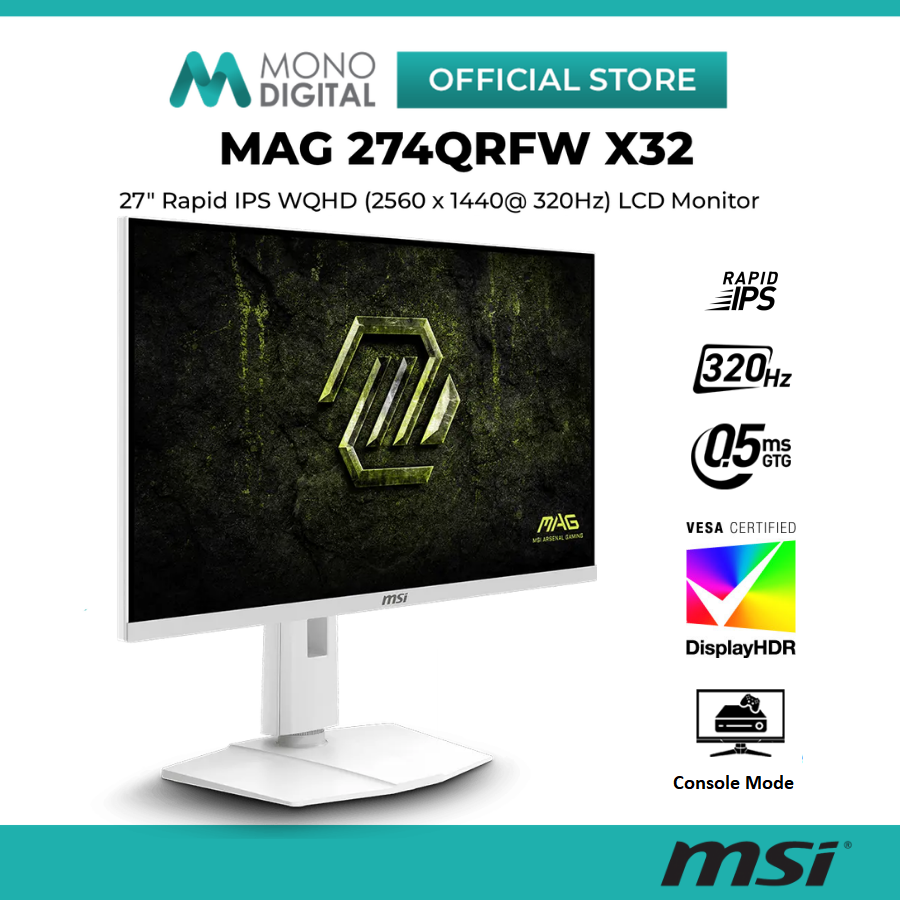 MONO
DIGITAL
OFFICIAL STORE
MAG 274QRFW X32
27" Rapid IPS WQHD (2560 x 1440@ 320Hz) LCD Monitor
RAPID
IPS
320Hz
0.5ms
GTG
VESA CERTIFIED
DisplayHDR
MAG
MSI ARSENAL GAMING
msi
Console Mode
msi®